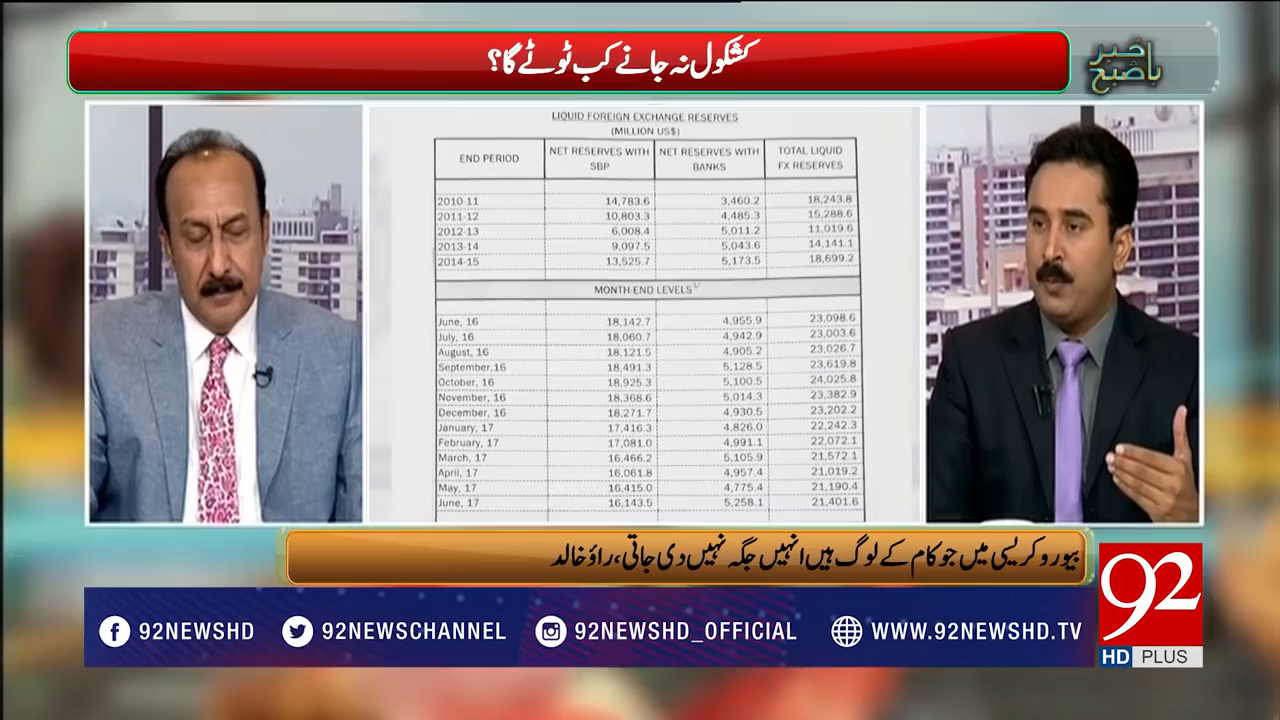 کشکول نہ جانے کب ٹوٹے گا؟
باخبر
صبح
LIQUID FOREIGN EXCHANGE RESERVES
(MILLION US$)
END PERIOD NET RESERVES WITH SBP NET RESERVES WITH BANKS TOTAL LIQUID FX RESERVES
2010-11 14,783.6 3,460.2 18,243.8
2011-12 10,803.3 4,485.3 15,288.6
2012-13 6,008.4 5,011.2 11,019.6
2013-14 9,097.5 5,043.6 14,141.1
2014-15 13,525.7 5,173.5 18,699.2
MONTH-END LEVELS 1/
June, 16 18,142.7 4,955.9 23,098.6
July, 16 18,060.7 4,942.9 23,003.6
August, 16 18,121.5 4,905.2 23,026.7
September,16 18,491.3 5,128.5 23,619.8
October, 16 18,925.3 5,100.5 24,025.8
November, 16 18,368.6 5,014.3 23,382.9
December, 16 18,271.7 4,930.5 23,202.2
January, 17 17,416.3 4,826.0 22,242.3
February, 17 17,081.0 4,991.1 22,072.1
March, 17 16,466.2 5,105.9 21,572.1
April, 17 16,061.8 4,957.4 21,019.2
May, 17 16,415.0 4,775.4 21,190.4
June, 17 16,143.5 5,258.1 21,401.6
بیوروکریسی میں جو کام کے لوگ ہیں انہیں جگہ نہیں دی جاتی، راؤ خالد
92NEWSHD 92NEWSCHANNEL 92NEWSHD_OFFICIAL WWW.92NEWSHD.TV
92
HD PLUS